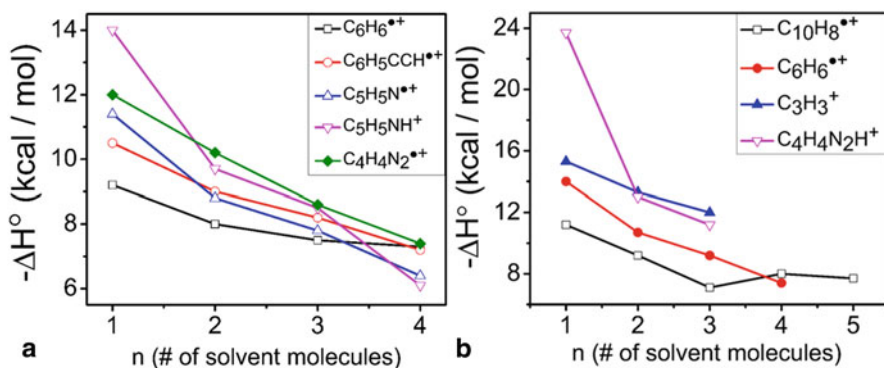 14
12
10
8
6
-ΔH° (kcal / mol)
C₆H₆•⁺
C₆H₅CCH•⁺
C₅H₅N•⁺
C₅H₅NH⁺
C₄H₄N₂•⁺
1 2 3 4
n (# of solvent molecules)
a
24
20
16
12
8
-ΔH° (kcal / mol)
C₁₀H₈•⁺
C₆H₆•⁺
C₃H₃⁺
C₄H₄N₂H⁺
1 2 3 4 5
n (# of solvent molecules)
b